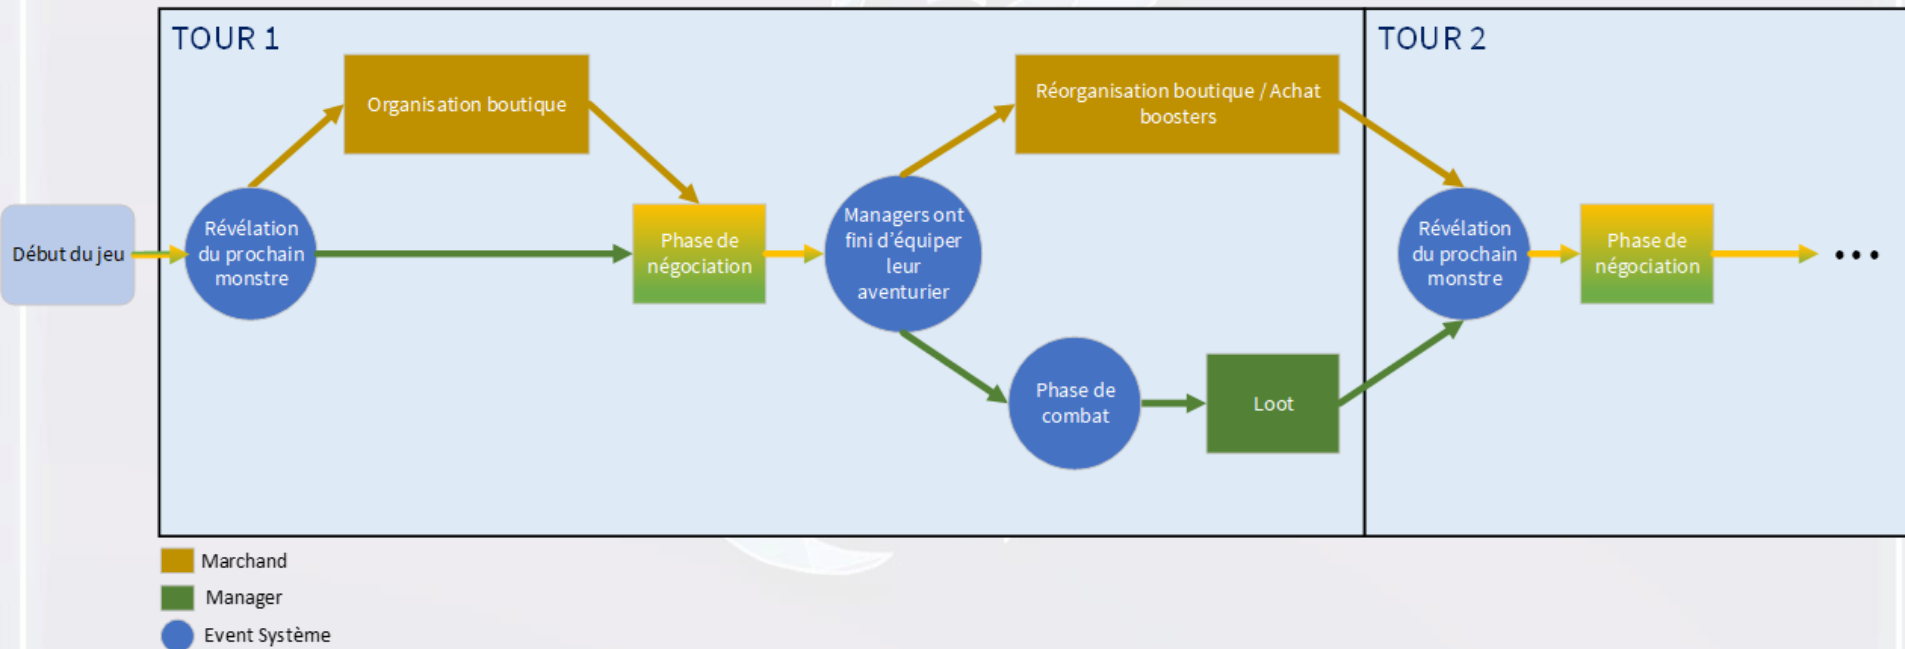 TOUR 1
TOUR 2
Organisation boutique
Réorganisation boutique / Achat
boosters
Début du jeu
Révélation
du prochain
monstre
Phase de
négociation
Managers ont
fini d'équiper
leur
aventurier
Révélation
du prochain
monstre
Phase de
négociation
•••
Phase de
combat
Loot
Marchand
Manager
Event Système